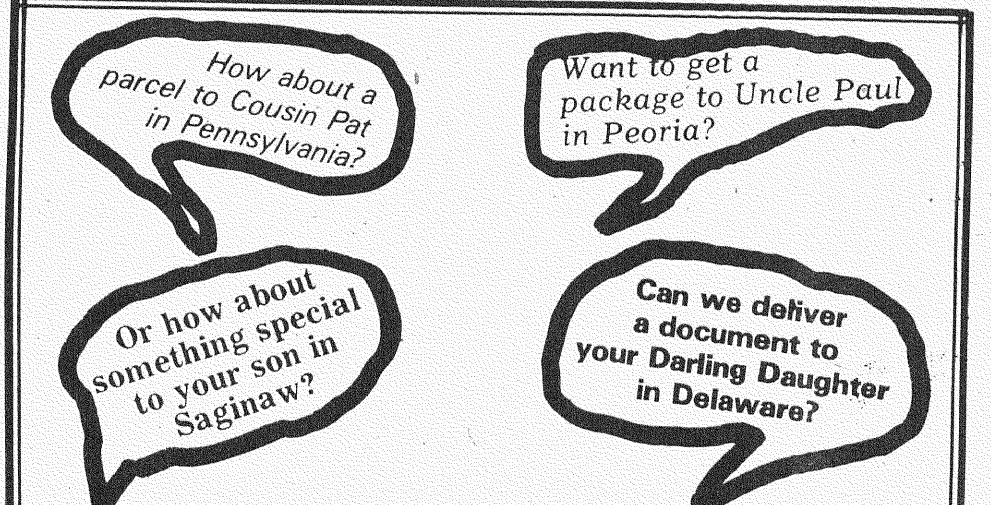 How about a
parcel to Cousin Pat
in Pennsylvania?
Want to get a
package to Uncle Paul
in Peoria?
Or how about
something special
to your son in
Saginaw?
Can we deliver
a document to
your Darling Daughter
in Delaware?